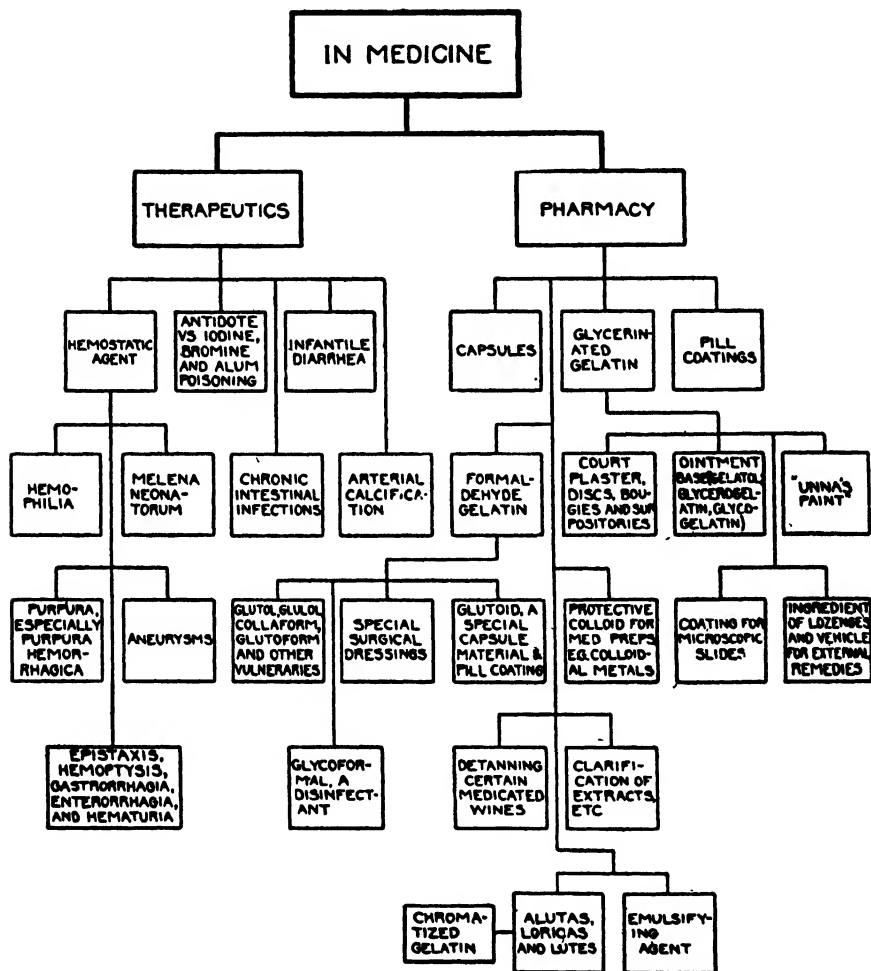 IN MEDICINE
THERAPEUTICS
PHARMACY
HEMOSTATIC
AGENT
ANTIDOTE
VS IODINE,
BROMINE
AND ALUM
POISONING
INFANTILE
DIARRHEA
CAPSULES
GLYCERIN-
ATED
GELATIN
PILL
COATINGS
HEMO-
PHILIA
MELENA
NEONA-
TORUM
CHRONIC
INTESTINAL
INFECTIONS
ARTERIAL
CALCIFICA-
TION
FORMAL-
DEHYDE
GELATIN
COURT
PLASTER,
DISCS, BOU-
GIES AND SUP
POSITORIES
OINTMENT
BASE(GELATOL,
GLYCEROGEL-
ATIN, GLYCO-
GELATIN)
"UNNA'S
PAINT"
PURPURA,
ESPECIALLY
PURPURA
HEMOR-
RHAGICA
ANEURYSMS
GLUTOL, GLULOL,
COLLAFORM,
GLUTOFORM
AND OTHER
VULNERARIES
SPECIAL
SURGICAL
DRESSINGS
GLUTOID, A
SPECIAL
CAPSULE
MATERIAL &
PILL COATING
PROTECTIVE
COLLOID FOR
MED PREPS
EG. COLLOID-
AL METALS
COATING FOR
MICROSCOPIC
SLIDES
INGREDIENT
OF LOZENGES
AND VEHICLE
FOR EXTERNAL
REMEDIES
EPISTAXIS,
HEMOPTYSIS,
GASTRORRHAGIA,
ENTERORRHAGIA,
AND HEMATURIA
GLYCOFOR-
MAL, A
DISINFECT-
ANT
DETANNING
CERTAIN
MEDICATED
WINES
CLARIFI-
CATION OF
EXTRACTS,
ETC
CHROMA-
TIZED
GELATIN
ALUTAS,
LORICAS
AND LUTES
EMULSIFY-
ING
AGENT